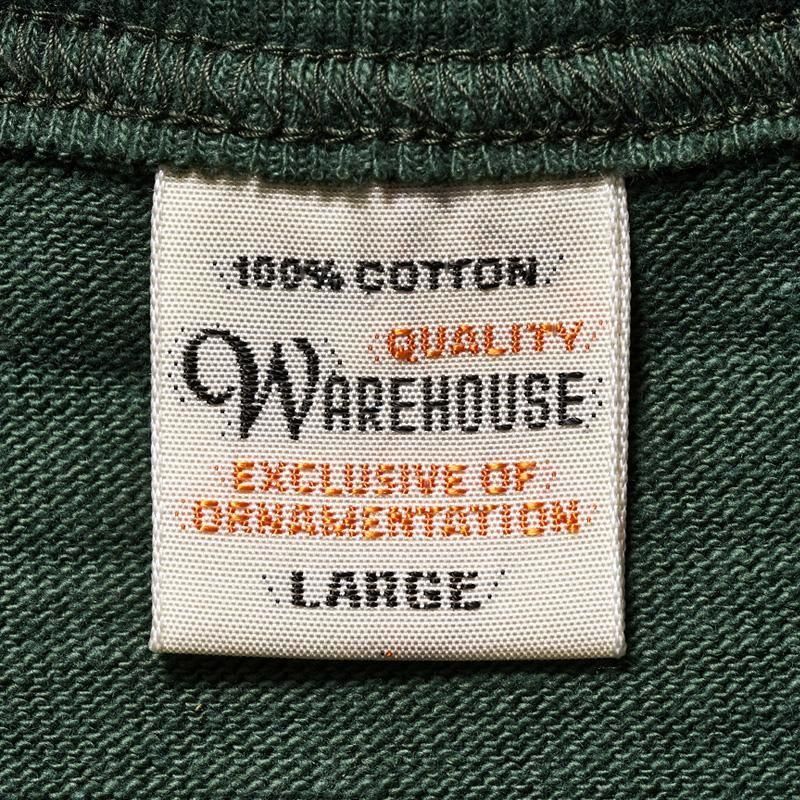 100% COTTON
QUALITY
WAREHOUSE
EXCLUSIVE OF
ORNAMENTATION
LARGE